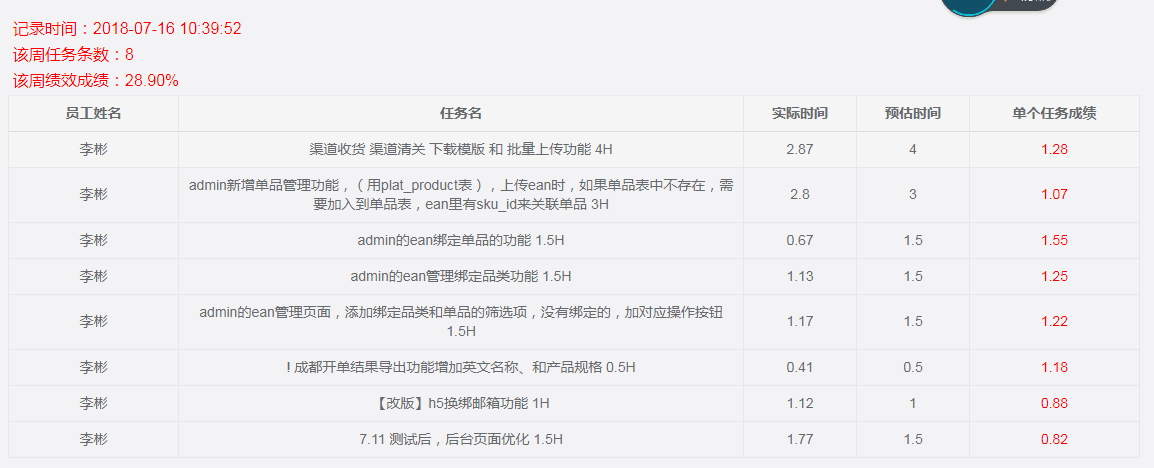 记录时间：2018-07-16 10:39:52
该周任务条数：8
该周绩效成绩：28.90%
员工姓名 任务名 实际时间 预估时间 单个任务成绩
李彬 渠道收货 渠道清关 下载模版 和 批量上传功能 4H 2.87 4 1.28
李彬 admin新增单品管理功能，（用plat_product表），上传ean时，如果单品表中不存在，需 2.8 3 1.07
要加入到单品表，ean里有sku_id来关联单品 3H
李彬 admin的ean绑定单品的功能 1.5H 0.67 1.5 1.55
李彬 admin的ean管理绑定品类功能 1.5H 1.13 1.5 1.25
李彬 admin的ean管理页面，添加绑定品类和单品的筛选项，没有绑定的，加对应操作按钮 1.17 1.5 1.22
1.5H
李彬 ! 成都开单结果导出功能增加英文名称、和产品规格 0.5H 0.41 0.5 1.18
李彬 【改版】h5换绑邮箱功能 1H 1.12 1 0.88
李彬 7.11 测试后，后台页面优化 1.5H 1.77 1.5 0.82